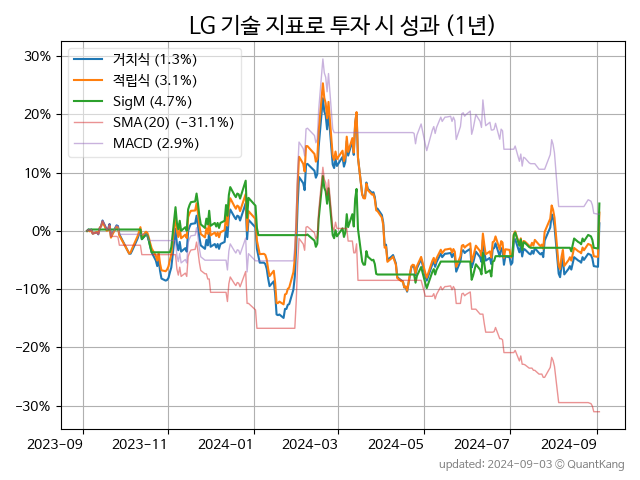 LG 기술 지표로 투자 시 성과 (1년)
30%
20%
10%
0%
−10%
−20%
−30%
거치식 (1.3%)
적립식 (3.1%)
SigM (4.7%)
SMA(20) (−31.1%)
MACD (2.9%)
2023-09
2023-11
2024-01
2024-03
2024-05
2024-07
2024-09
updated: 2024-09-03 © QuantKang